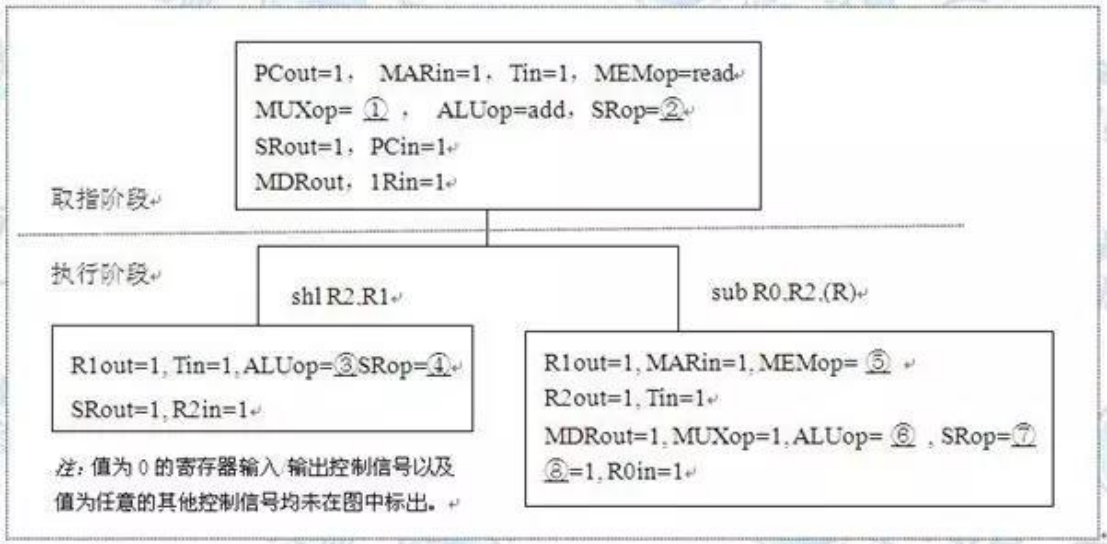 PCout=1， MARin=1，Tin=1，MEMop=read
MUXop= ① ， ALUop=add，SRop=②
SRout=1，PCin=1
MDRout，1Rin=1
取指阶段
执行阶段
shl R2,R1
sub R0,R2,(R)
R1out=1, Tin=1, ALUop=③SRop=④
SRout=1, R2in=1
R1out=1, MARin=1, MEMop= ⑤
R2out=1, Tin=1
MDRout=1, MUXop=1, ALUop= ⑥ , SRop=⑦
⑧=1, R0in=1
注：值为 0 的寄存器输入/输出控制信号以及
值为任意的其他控制信号均未在图中标出。